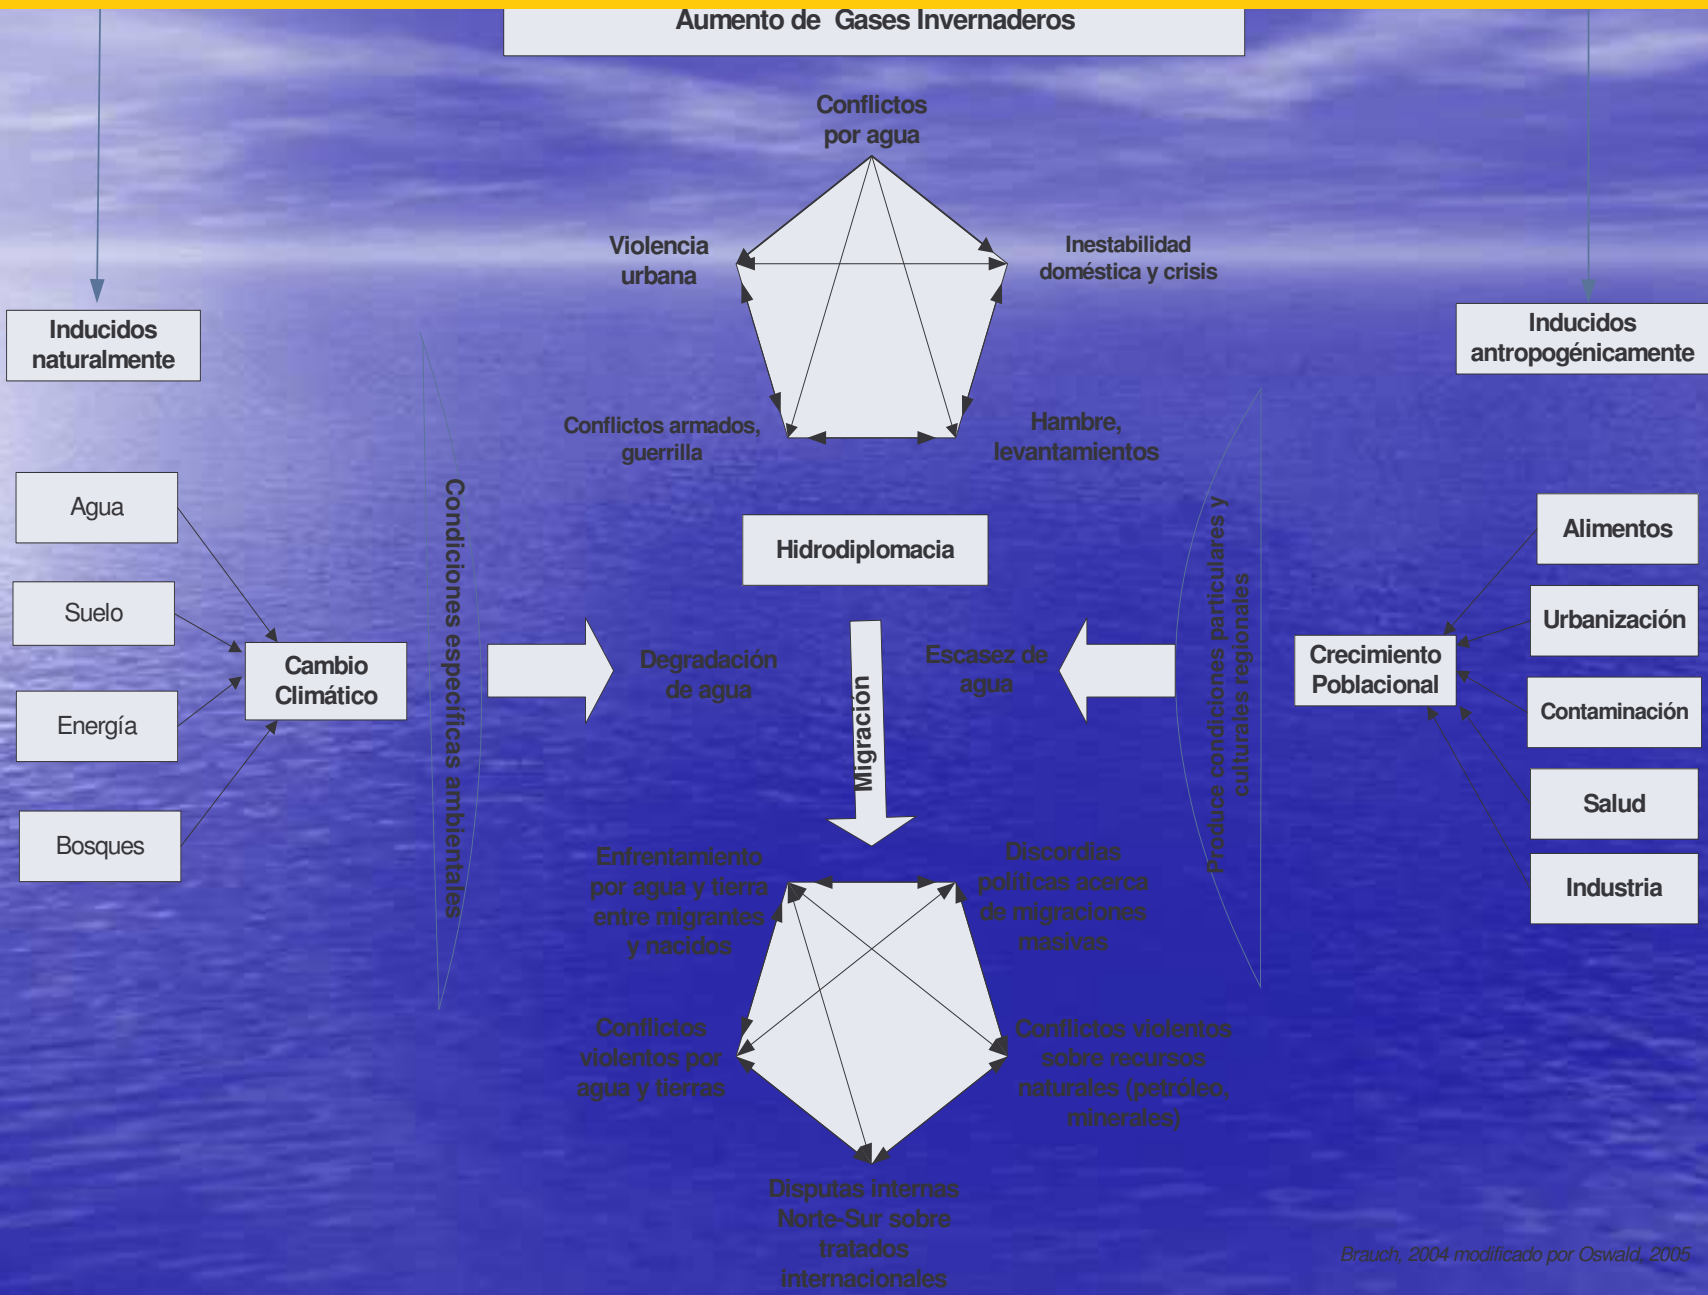 Aumento de  Gases Invernaderos
Conflictos
por agua
Violencia
urbana
Inestabilidad
doméstica y crisis
Inducidos
naturalmente
Inducidos
antropogénicamente
Conflictos armados,
guerrilla
Hambre,
levantamientos
Agua
Suelo
Energía
Bosques
Cambio
Climático
Condiciones específicas ambientales
Hidrodiplomacia
Degradación
de agua
Migración
Escasez de
agua
Produce condiciones particulares y
culturales regionales
Crecimiento
Poblacional
Alimentos
Urbanización
Contaminación
Salud
Industria
Enfrentamiento
por agua y tierra
entre migrantes
y nacidos
Discordias
políticas acerca
de migraciones
masivas
Conflictos
violentos por
agua y tierras
Conflictos violentos
sobre recursos
naturales (petróleo,
minerales)
Disputas internas
Norte-Sur sobre
tratados
internacionales
Brauch, 2004 modificado por Oswald, 2005